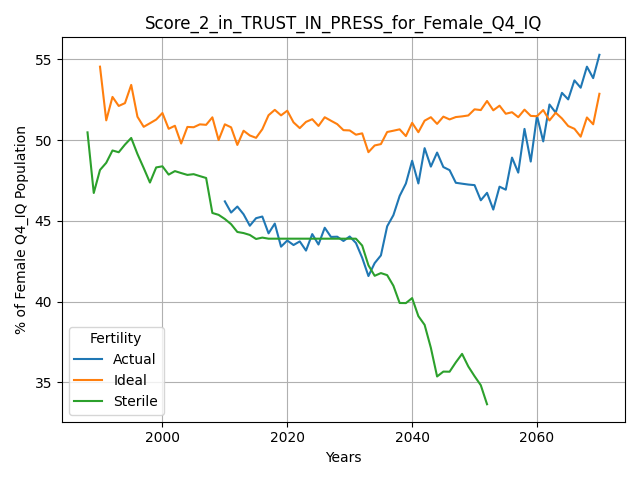 Score_2_in_TRUST_IN_PRESS_for_Female_Q4_IQ
% of Female Q4_IQ Population
55
50
45
40
35
Fertility
Actual
Ideal
Sterile
2000 2020 2040 2060
Years